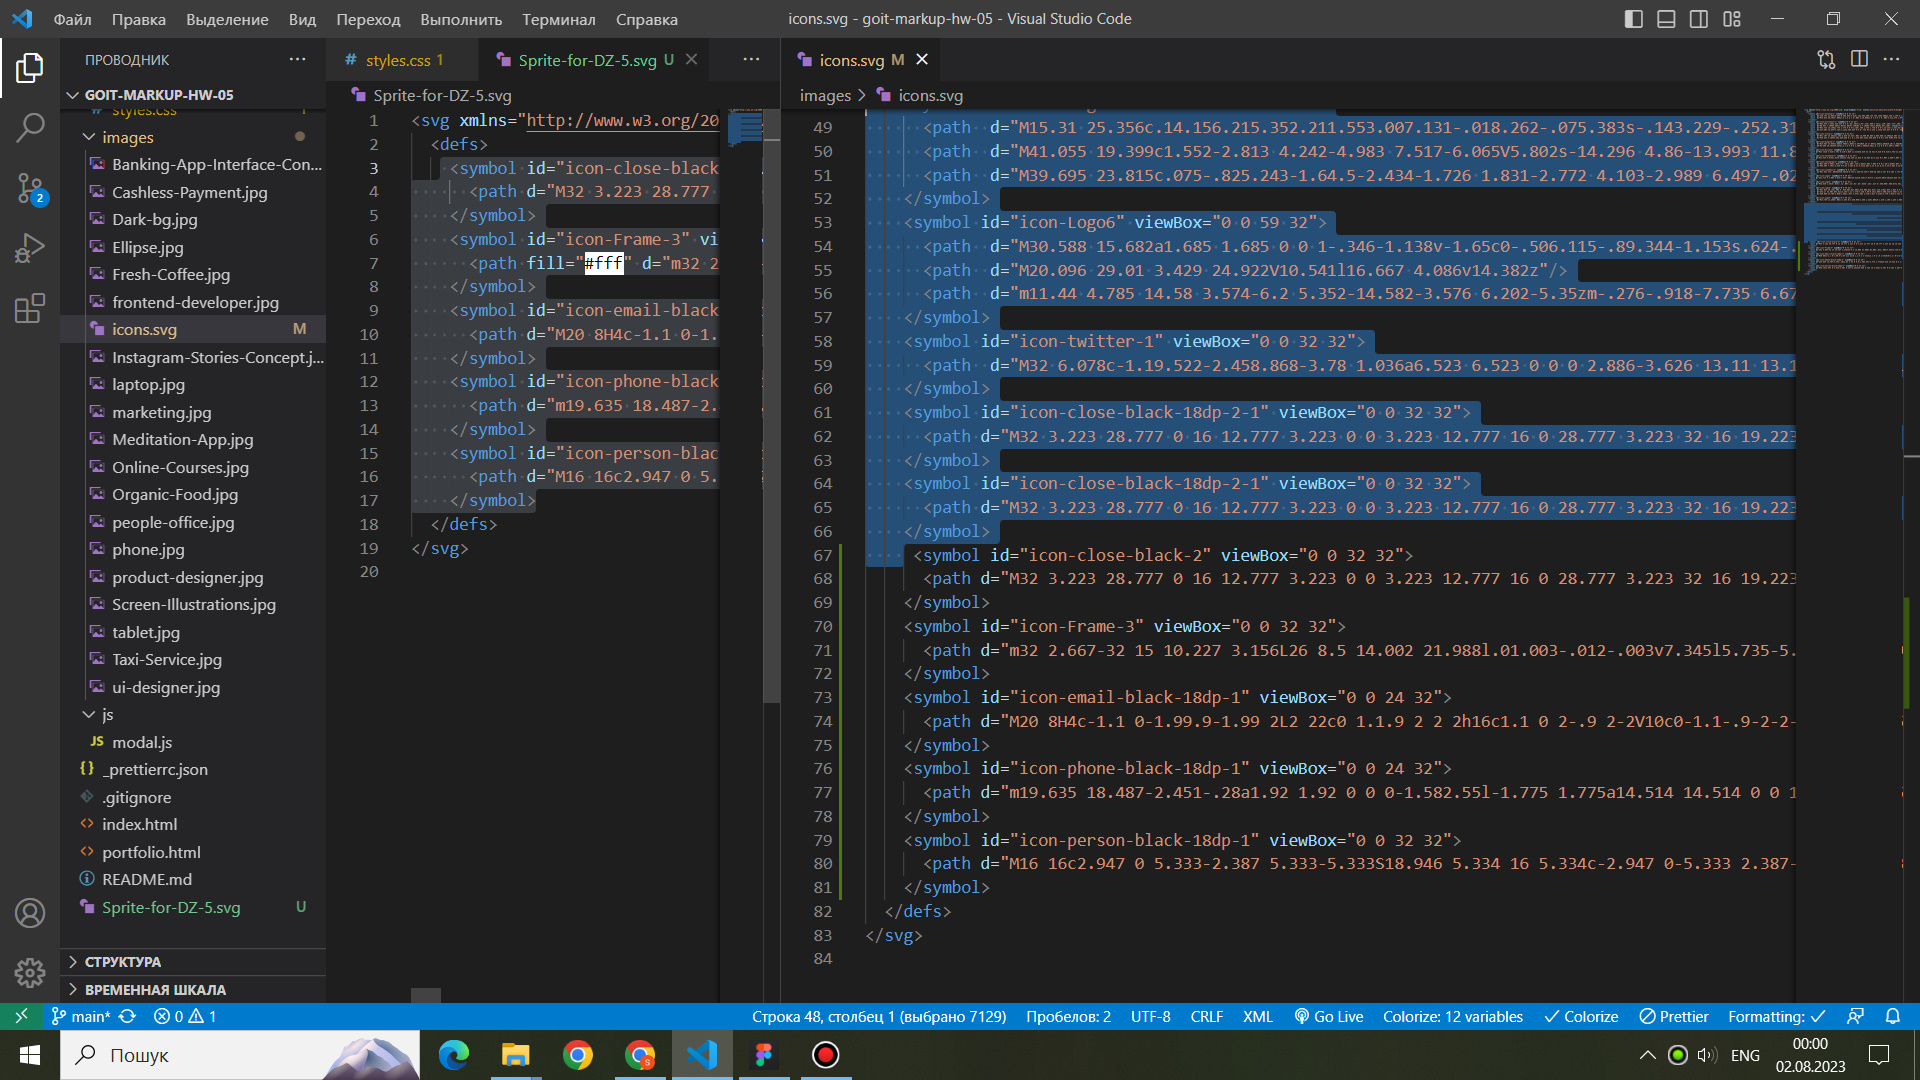 Файл Правка Выделение Вид Переход Выполнить Терминал Справка
icons.svg - goit-markup-hw-05 - Visual Studio Code
ПРОВОДНИК
GOIT-MARKUP-HW-05
styles.css
images
Banking-App-Interface-Con...
Cashless-Payment.jpg
Dark-bg.jpg
Ellipse.jpg
Fresh-Coffee.jpg
frontend-developer.jpg
icons.svg M
Instagram-Stories-Concept.j...
laptop.jpg
marketing.jpg
Meditation-App.jpg
Online-Courses.jpg
Organic-Food.jpg
people-office.jpg
phone.jpg
product-designer.jpg
Screen-Illustrations.jpg
tablet.jpg
Taxi-Service.jpg
ui-designer.jpg
js
JS modal.js
{} _prettierrc.json
.gitignore
index.html
portfolio.html
README.md
Sprite-for-DZ-5.svg U
СТРУКТУРА
ВРЕМЕННАЯ ШКАЛА
2
# styles.css 1
Sprite-for-DZ-5.svg U
Sprite-for-DZ-5.svg
1 <svg xmlns="http://www.w3.org/20
2 <defs>
3 <symbol id="icon-close-black
4 <path d="M32 3.223 28.777
5 </symbol>
6 <symbol id="icon-Frame-3" vi
7 <path fill="#fff" d="m32 2
8 </symbol>
9 <symbol id="icon-email-black
10 <path d="M20 8H4c-1.1 0-1.
11 </symbol>
12 <symbol id="icon-phone-black
13 <path d="m19.635 18.487-2.
14 </symbol>
15 <symbol id="icon-person-blac
16 <path d="M16 16c2.947 0 5.
17 </symbol>
18 </defs>
19 </svg>
20
icons.svg M
images > icons.svg
49 <path d="M15.31 25.356c.14.156.215.352.211.553.007.131-.018.262-.075.383s-.143.229-.252.31
50 <path d="M41.055 19.399c1.552-2.813 4.242-4.983 7.517-6.065V5.802s-14.296 4.86-13.993 11.8
51 <path d="M39.695 23.815c.075-.825.243-1.64.5-2.434-1.726 1.831-2.772 4.103-2.989 6.497-.02
52 </symbol>
53 <symbol id="icon-Logo6" viewBox="0 0 59 32">
54 <path d="M30.588 15.682a1.685 1.685 0 0 1-.346-1.138v-1.65c0-.506.115-.89.344-1.153s.624-.
55 <path d="M20.096 29.01 3.429 24.922V10.541l16.667 4.086v14.382z"/>
56 <path d="m11.44 4.785 14.58 3.574-6.2 5.352-14.582-3.576 6.202-5.35zm-.276-.918-7.735 6.67
57 </symbol>
58 <symbol id="icon-twitter-1" viewBox="0 0 32 32">
59 <path d="M32 6.078c-1.19.522-2.458.868-3.78 1.036a6.523 6.523 0 0 0 2.886-3.626 13.11 13.1
60 </symbol>
61 <symbol id="icon-close-black-18dp-2-1" viewBox="0 0 32 32">
62 <path d="M32 3.223 28.777 0 16 12.777 3.223 0 0 3.223 12.777 16 0 28.777 3.223 32 16 19.223
63 </symbol>
64 <symbol id="icon-close-black-18dp-2-1" viewBox="0 0 32 32">
65 <path d="M32 3.223 28.777 0 16 12.777 3.223 0 0 3.223 12.777 16 0 28.777 3.223 32 16 19.223
66 </symbol>
67 <symbol id="icon-close-black-2" viewBox="0 0 32 32">
68 <path d="M32 3.223 28.777 0 16 12.777 3.223 0 0 3.223 12.777 16 0 28.777 3.223 32 16 19.223
69 </symbol>
70 <symbol id="icon-Frame-3" viewBox="0 0 32 32">
71 <path d="m32 2.667-32 15 10.227 3.156L26 8.5 14.002 21.988l.01.003-.012-.003v7.345l5.735-5.
72 </symbol>
73 <symbol id="icon-email-black-18dp-1" viewBox="0 0 24 32">
74 <path d="M20 8H4c-1.1 0-1.99.9-1.99 2L2 22c0 1.1.9 2 2 2h16c1.1 0 2-.9 2-2V10c0-1.1-.9-2-2-
75 </symbol>
76 <symbol id="icon-phone-black-18dp-1" viewBox="0 0 24 32">
77 <path d="m19.635 18.487-2.451-.28a1.92 1.92 0 0 0-1.582.55l-1.775 1.775a14.514 14.514 0 0 1
78 </symbol>
79 <symbol id="icon-person-black-18dp-1" viewBox="0 0 32 32">
80 <path d="M16 16c2.947 0 5.333-2.387 5.333-5.333S18.946 5.334 16 5.334c-2.947 0-5.333 2.387-
81 </symbol>
82 </defs>
83 </svg>
84
main* 0 1 Строка 48, столбец 1 (выбрано 7129) Пробелов: 2 UTF-8 CRLF XML Go Live Colorize: 12 variables Colorize Prettier Formatting:
Пошук
ENG
00:00
02.08.2023